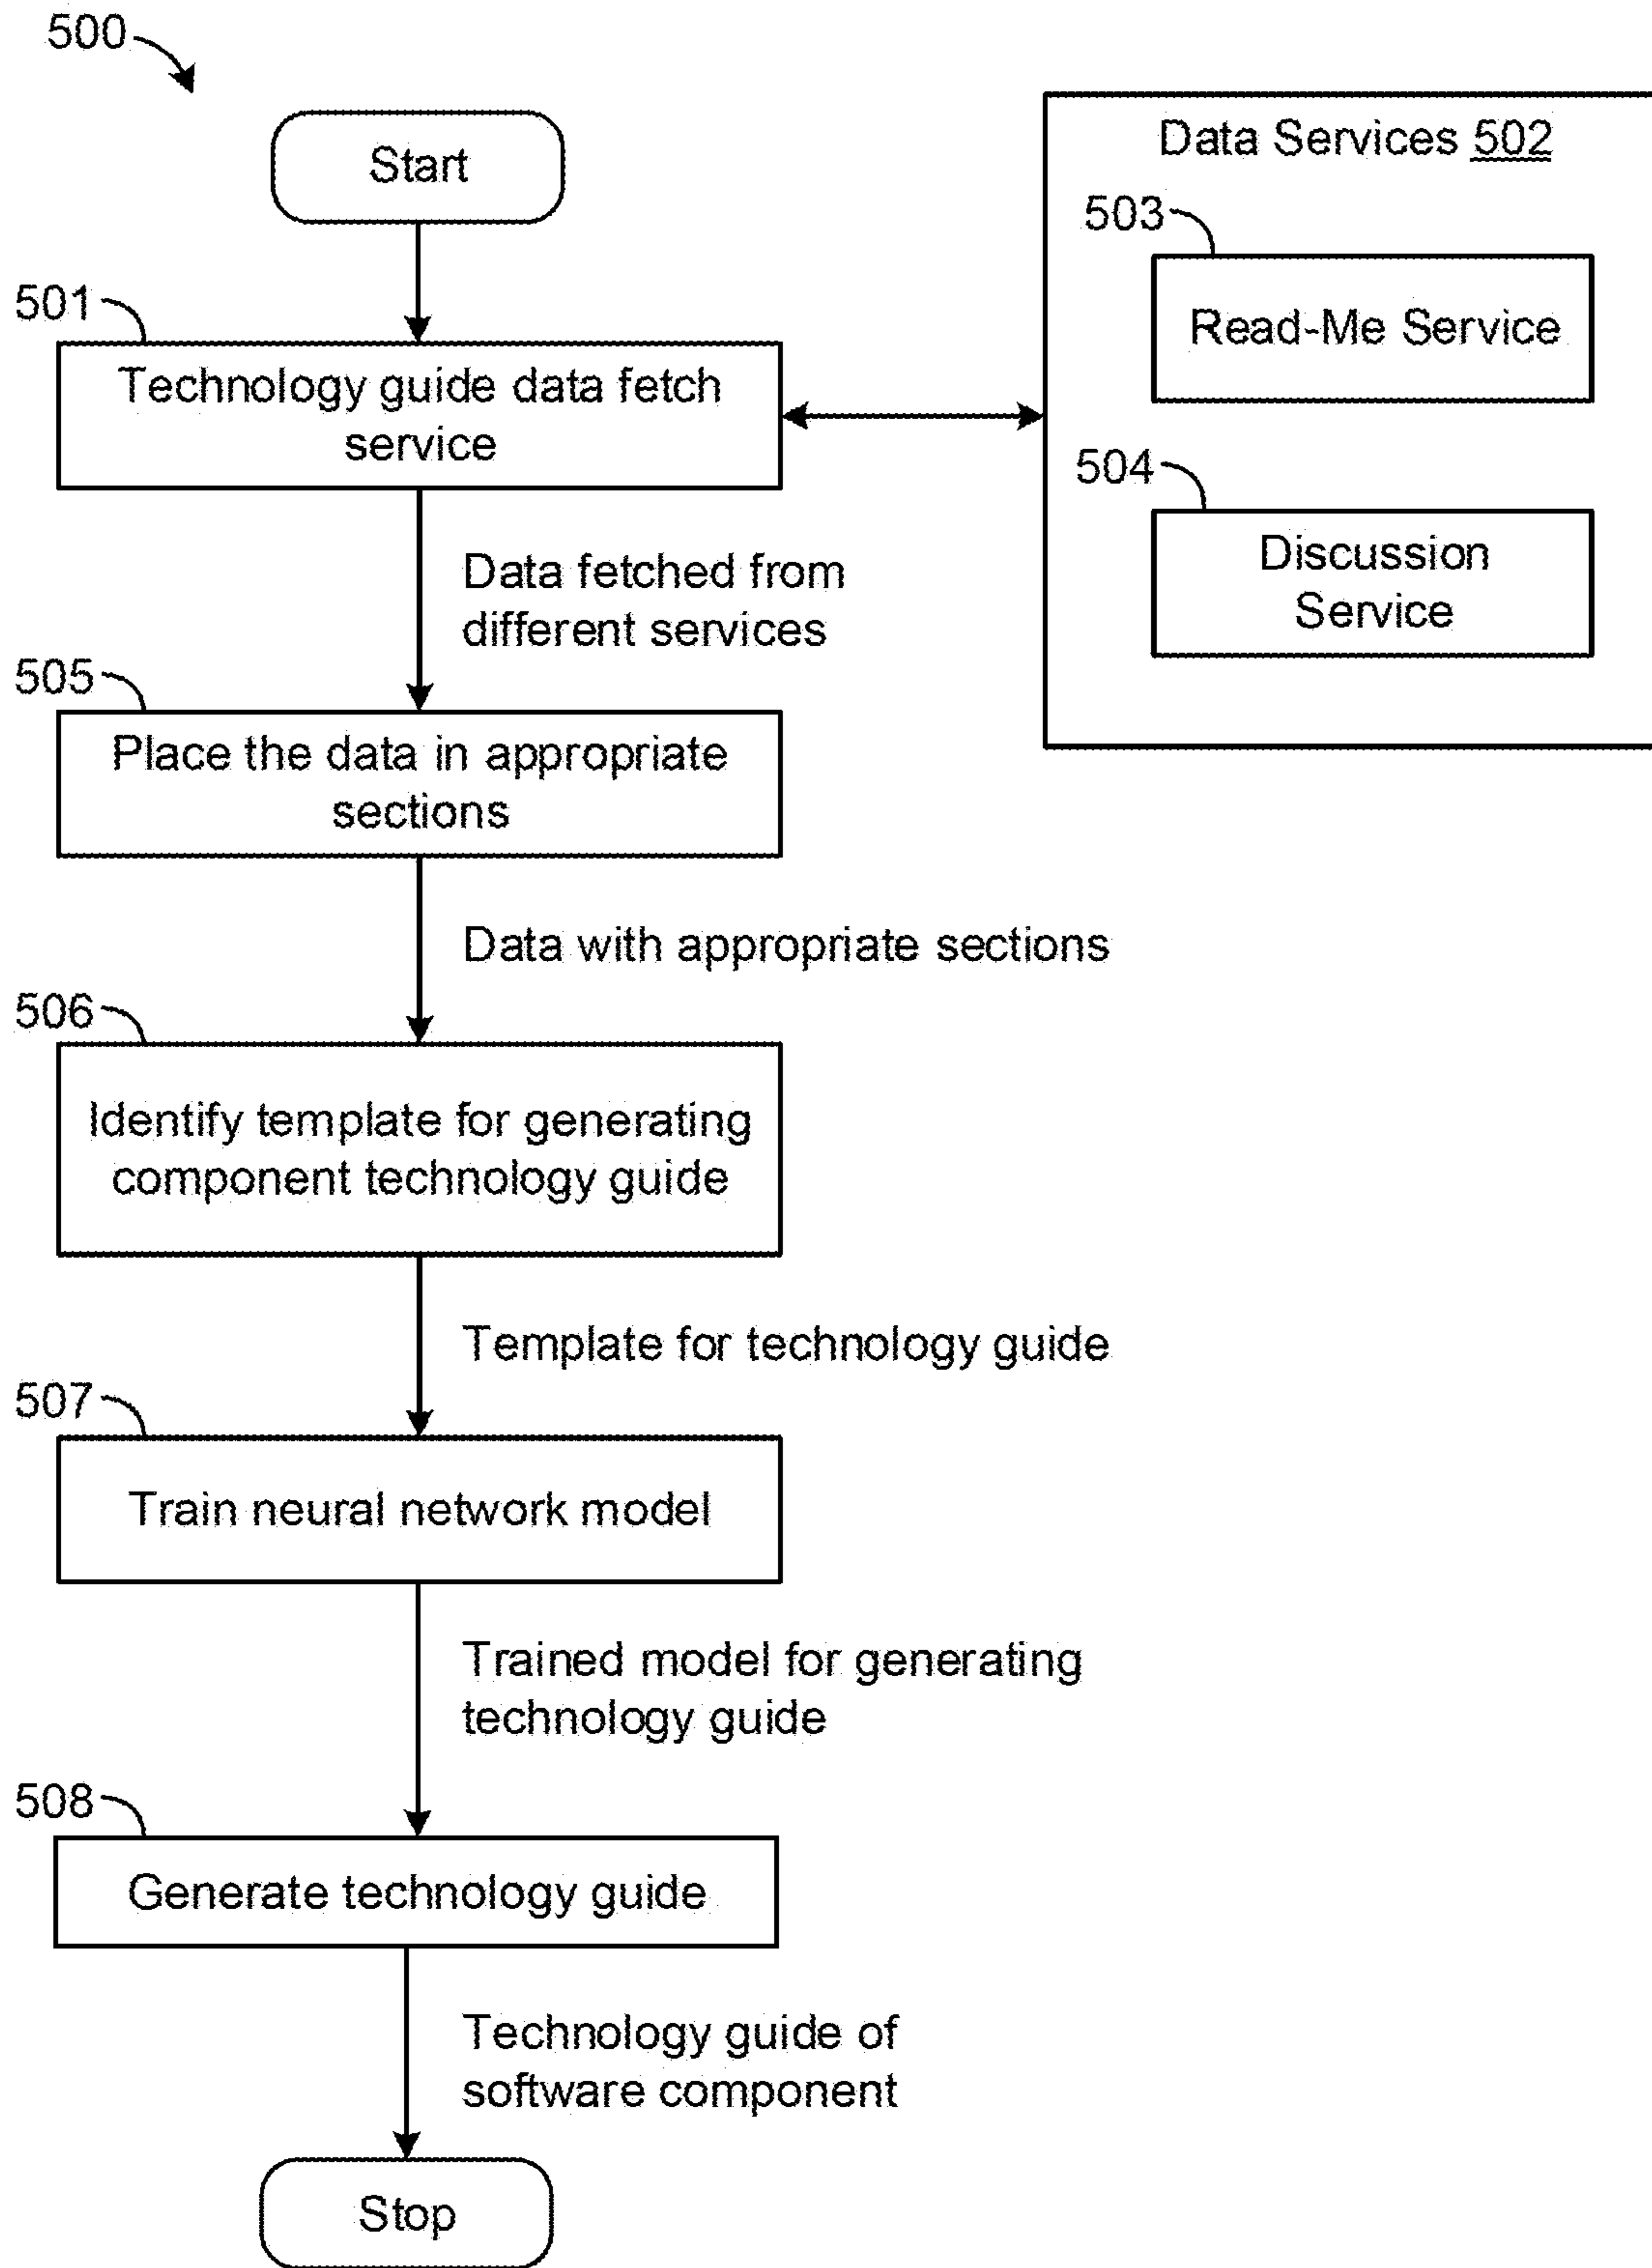 500
Start
Data Services 502
503
Read-Me Service
504
Discussion
Service
501
Technology guide data fetch
service
Data fetched from
different services
505
Place the data in appropriate
sections
Data with appropriate sections
506
Identify template for generating
component technology guide
Template for technology guide
507
Train neural network model
Trained model for generating
technology guide
508
Generate technology guide
Technology guide of
software component
Stop